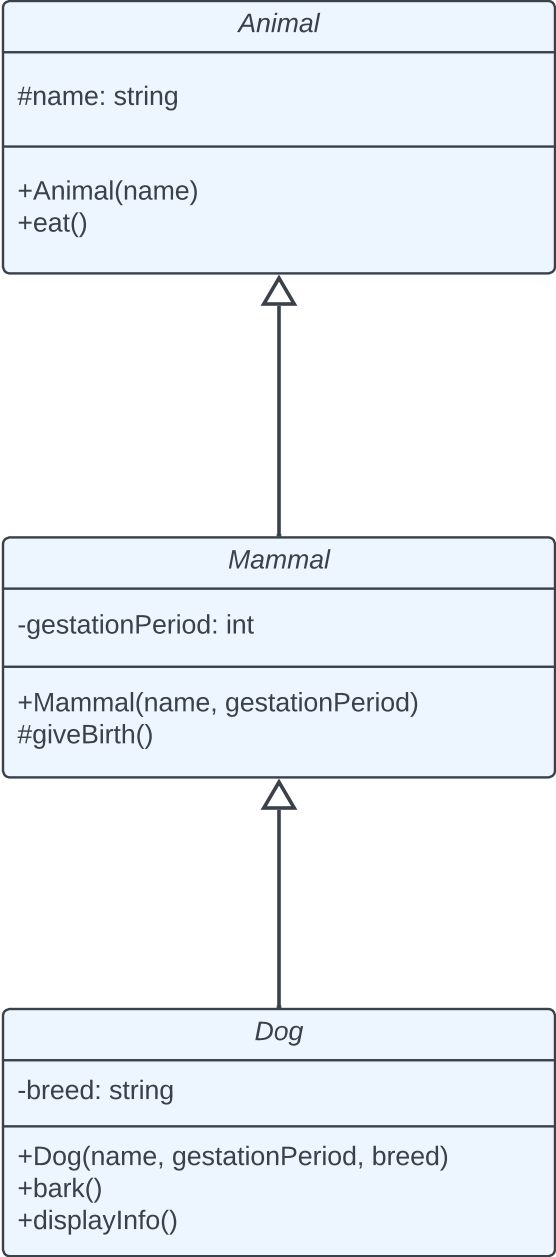 Animal
#name: string
+Animal(name)
+eat()
Mammal
-gestationPeriod: int
+Mammal(name, gestationPeriod)
#giveBirth()
Dog
-breed: string
+Dog(name, gestationPeriod, breed)
+bark()
+displayInfo()